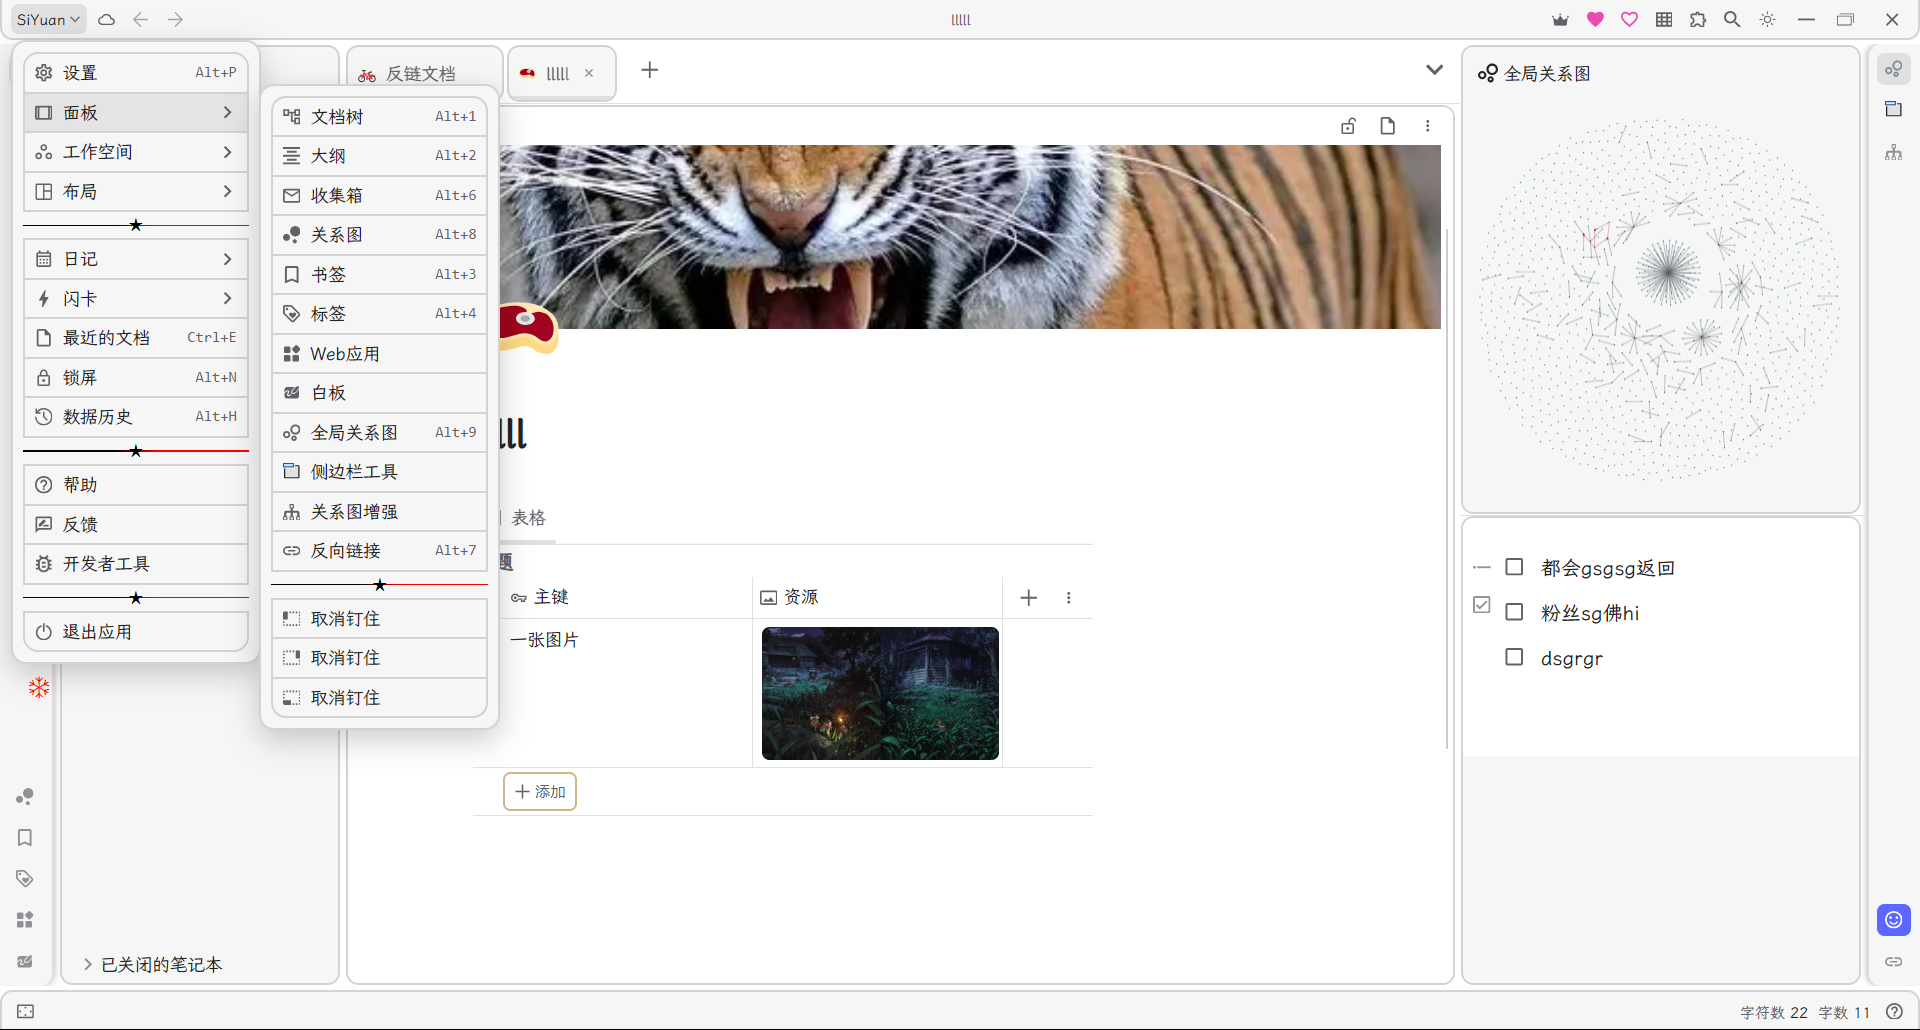 SiYuan
lllll
设置 Alt+P
面板
工作空间
布局
日记
闪卡
最近的文档 Ctrl+E
锁屏 Alt+N
数据历史 Alt+H
帮助
反馈
开发者工具
退出应用
文档树 Alt+1
大纲 Alt+2
收集箱 Alt+6
关系图 Alt+8
书签 Alt+3
标签 Alt+4
Web应用
白板
全局关系图 Alt+9
侧边栏工具
关系图增强
反向链接 Alt+7
取消钉住
取消钉住
取消钉住
已关闭的笔记本
反链文档
lllll
lll
表格
题
主键 资源
一张图片
添加
全局关系图
都会gsgsg返回
粉丝sg佛hi
dsgrgr
字符数 22 字数 11